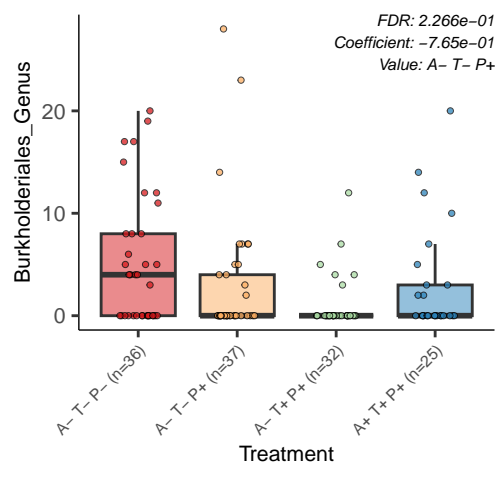 FDR: 2.266e−01
Coefficient: −7.65e−01
Value: A− T− P+
Burkholderiales_Genus
20
10
0
A− T− P− (n=36)
A− T− P+ (n=37)
A− T+ P+ (n=32)
A+ T+ P+ (n=25)
Treatment